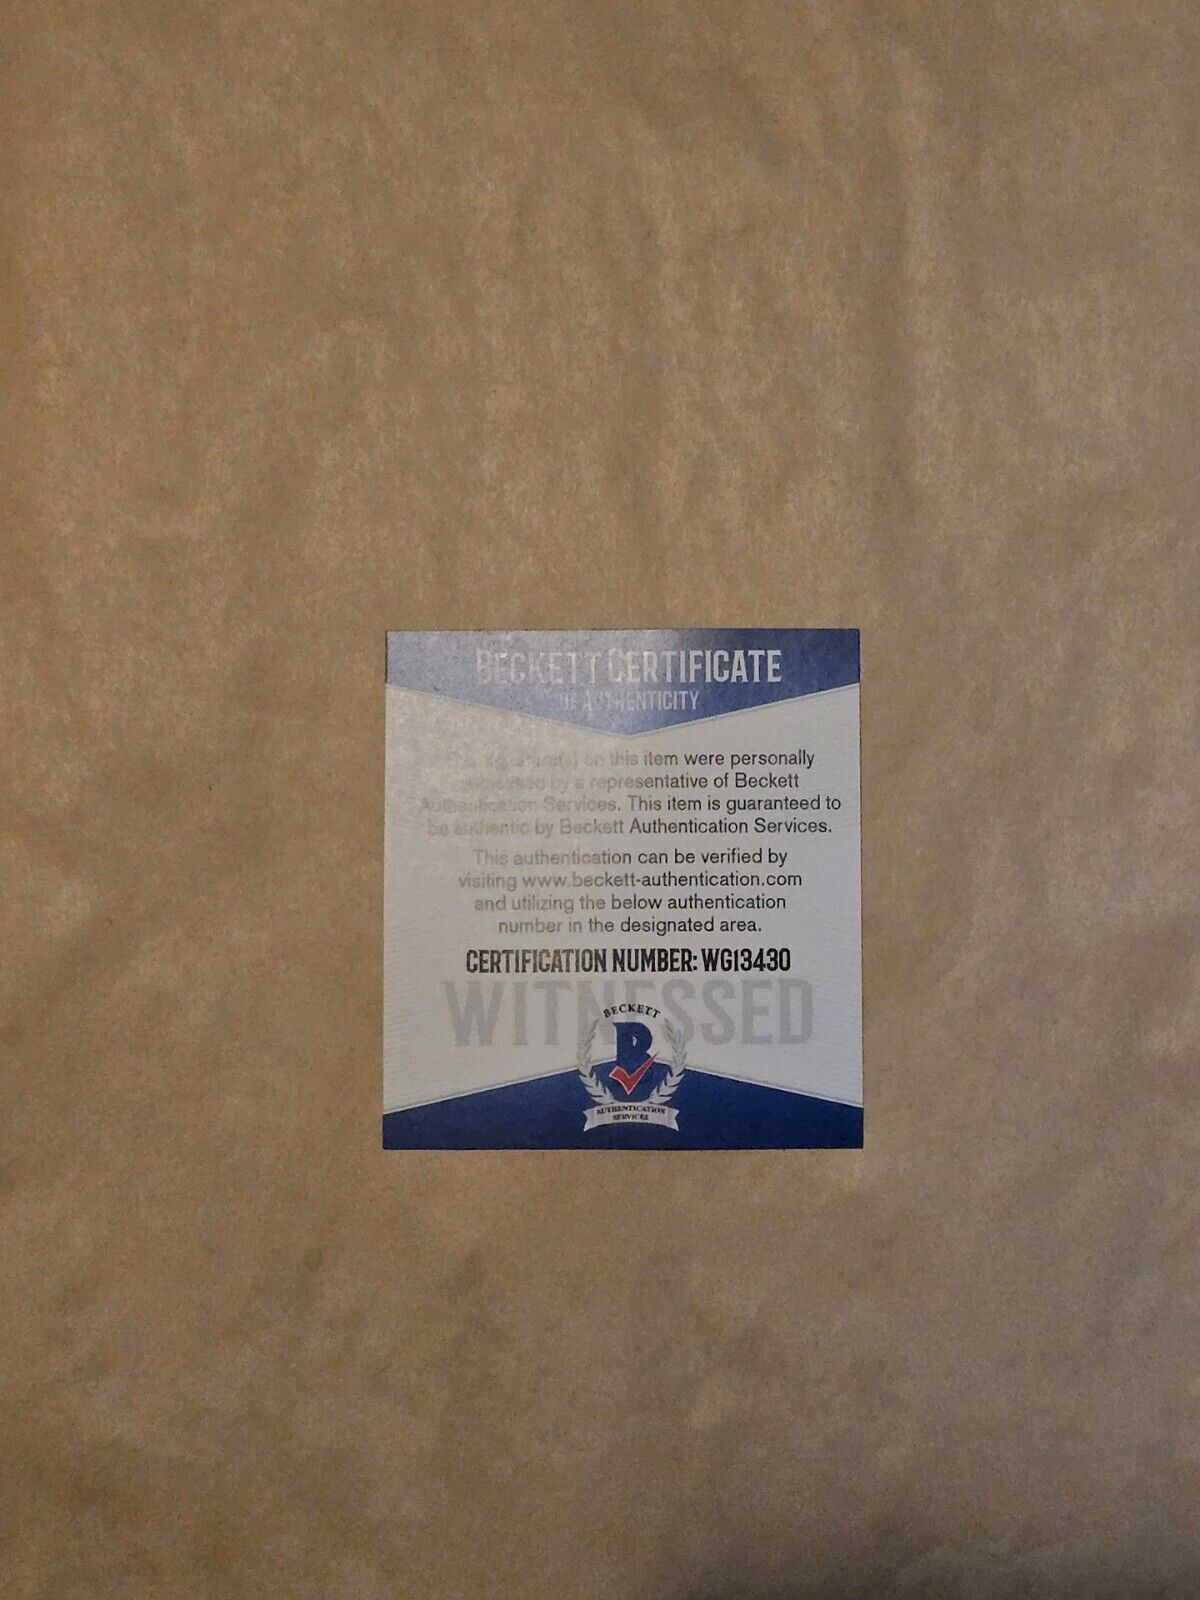 BECKETT CERTIFICATE
OF AUTHENTICITY
on this item were personally
witnessed by a representative of Beckett
Authentication Services. This item is guaranteed to
be authentic by Beckett Authentication Services.
This authentication can be verified by
visiting www.beckett-authentication.com
and utilizing the below authentication
number in the designated area.
CERTIFICATION NUMBER: WG13430
WITNESSED
BECKETT
B
AUTHENTICATION
SERVICES